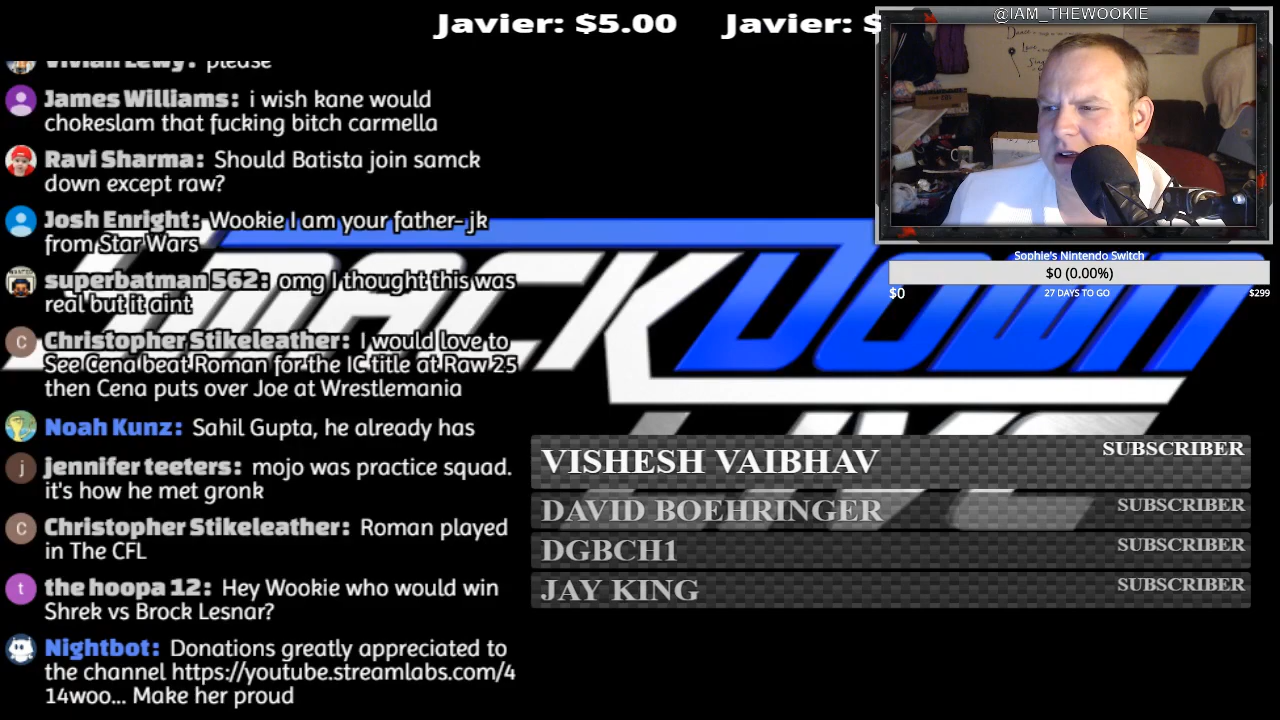 Javier: $5.00 Javier: $
@IAM_THEWOOKIE
Vivian Lewy: please
James Williams: i wish kane would
chokeslam that fucking bitch carmella
Ravi Sharma: Should Batista join samck
down except raw?
Josh Enright: Wookie I am your father- jk
from Star Wars
superbatman 562: omg I thought this was
real but it aint
Christopher Stikeleather: I would love to
See Cena beat Roman for the IC title at Raw 25
then Cena puts over Joe at Wrestlemania
Noah Kunz: Sahil Gupta, he already has
jennifer teeters: mojo was practice squad.
it's how he met gronk
Christopher Stikeleather: Roman played
in The CFL
the hoopa 12: Hey Wookie who would win
Shrek vs Brock Lesnar?
Nightbot: Donations greatly appreciated to
the channel https://youtube.streamlabs.com/4
14woo... Make her proud
Sophie's Nintendo Switch
$0 (0.00%)
$0 27 DAYS TO GO $299
SMACKDOWN
LIVE
VISHESH VAIBHAV SUBSCRIBER
DAVID BOEHRINGER SUBSCRIBER
DGBCH1 SUBSCRIBER
JAY KING SUBSCRIBER